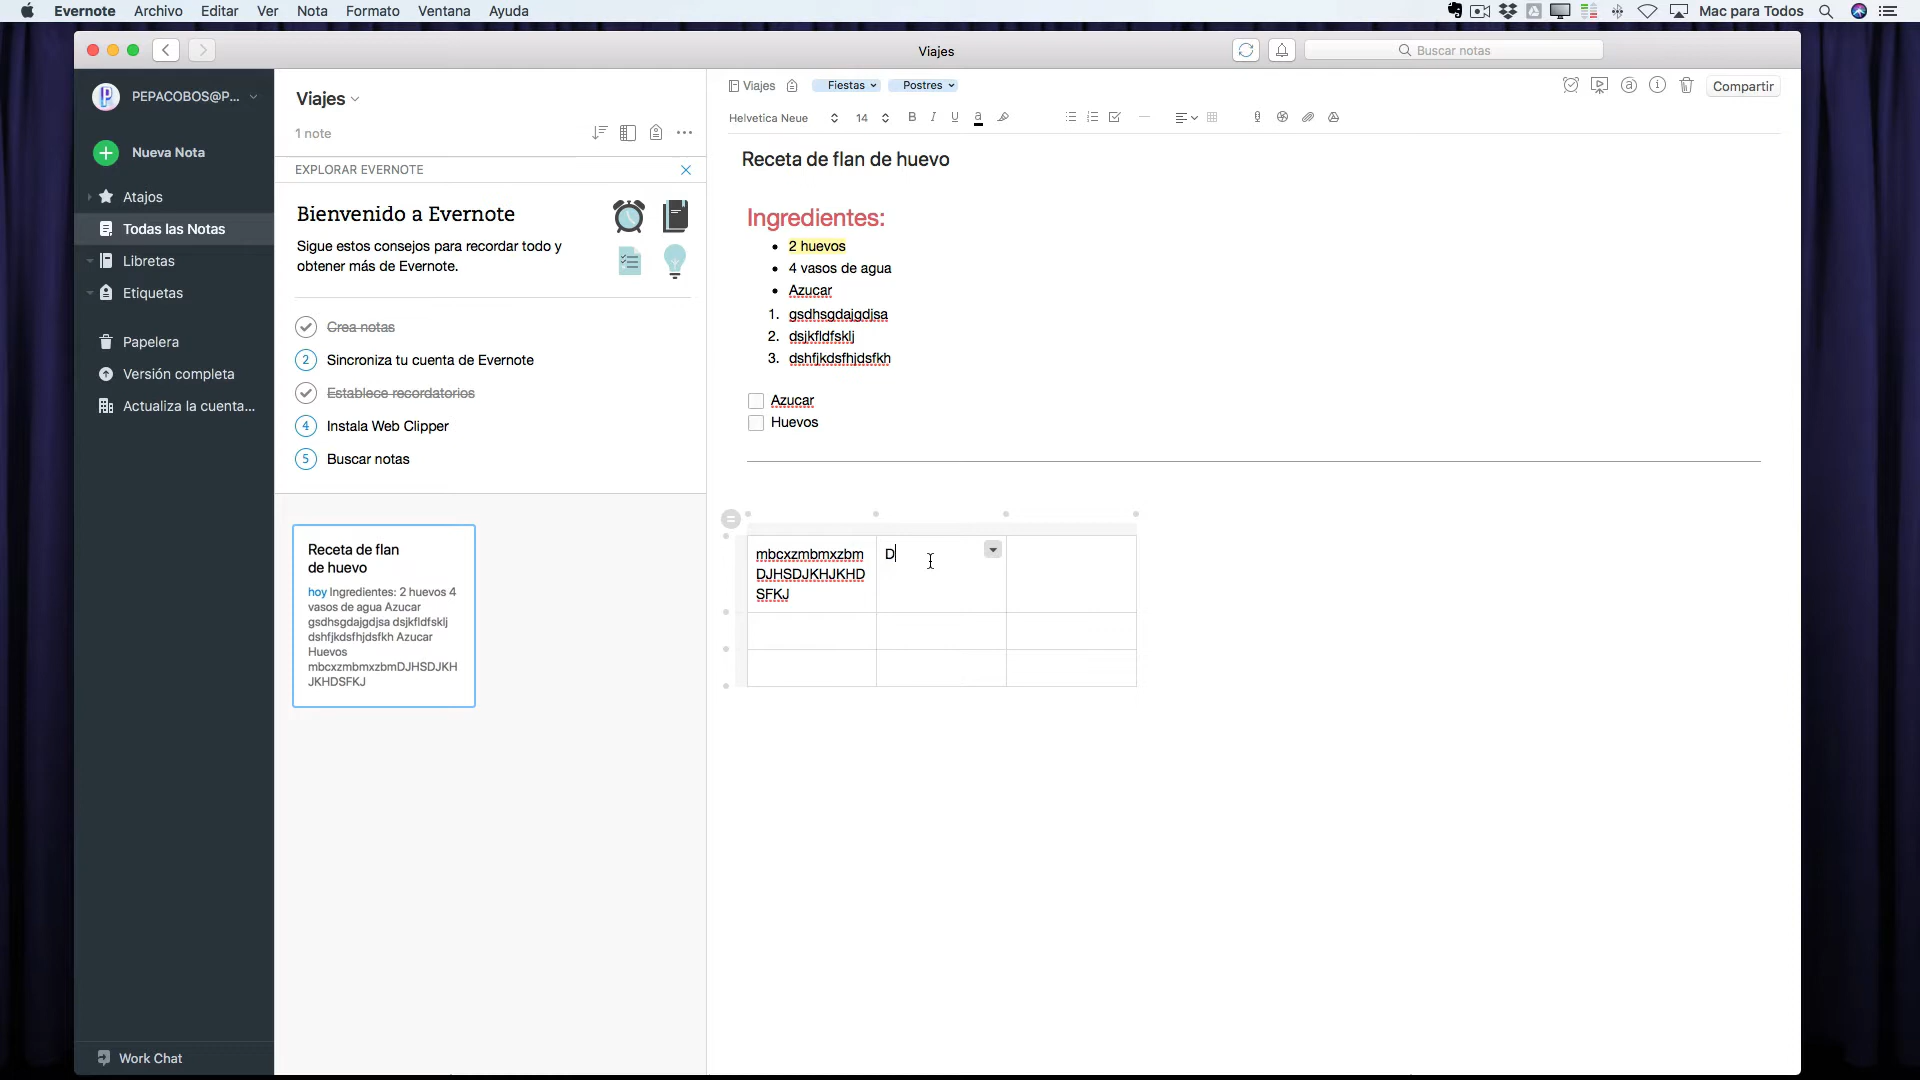 Evernote Archivo Editar Ver Nota Formato Ventana Ayuda Mac para Todos
Viajes
Buscar notas
PEPACOBOS@P...
Nueva Nota
Atajos
Todas las Notas
Libretas
Etiquetas
Papelera
Versión completa
Actualiza la cuenta...
Work Chat
Viajes
1 note
EXPLORAR EVERNOTE
Bienvenido a Evernote
Sigue estos consejos para recordar todo y
obtener más de Evernote.
Crea notas
2 Sincroniza tu cuenta de Evernote
Establece recordatorios
4 Instala Web Clipper
5 Buscar notas
Receta de flan
de huevo
hoy Ingredientes: 2 huevos 4
vasos de agua Azucar
gsdhsgdajgdjsa dsjkfldfsklj
dshfjkdsfhjdsfkh Azucar
Huevos
mbcxzmbmxzbmDJHSDJKH
JKHDSFKJ
Viajes Fiestas Postres Compartir
Helvetica Neue 14 B I U a
Receta de flan de huevo
Ingredientes:
• 2 huevos
• 4 vasos de agua
• Azucar
1. gsdhsgdajgdjsa
2. dsjkfldfsklj
3. dshfjkdsfhjdsfkh
Azucar
Huevos
mbcxzmbmxzbm D
DJHSDJKHJKHD
SFKJ